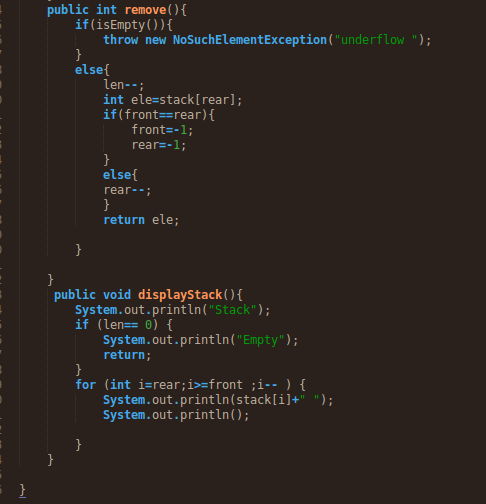 public int remove(){
if(isEmpty()){
throw new NoSuchElementException("underflow ");
}
else{
len--;
int ele=stack[rear];
if(front==rear){
front=-1;
rear=-1;
}
else{
rear--;
}
return ele;
}
}
public void displayStack(){
System.out.println("Stack");
if (len== 0) {
System.out.println("Empty");
return;
}
for (int i=rear;i>=front ;i-- ) {
System.out.println(stack[i]+" ");
System.out.println();
}
}
}